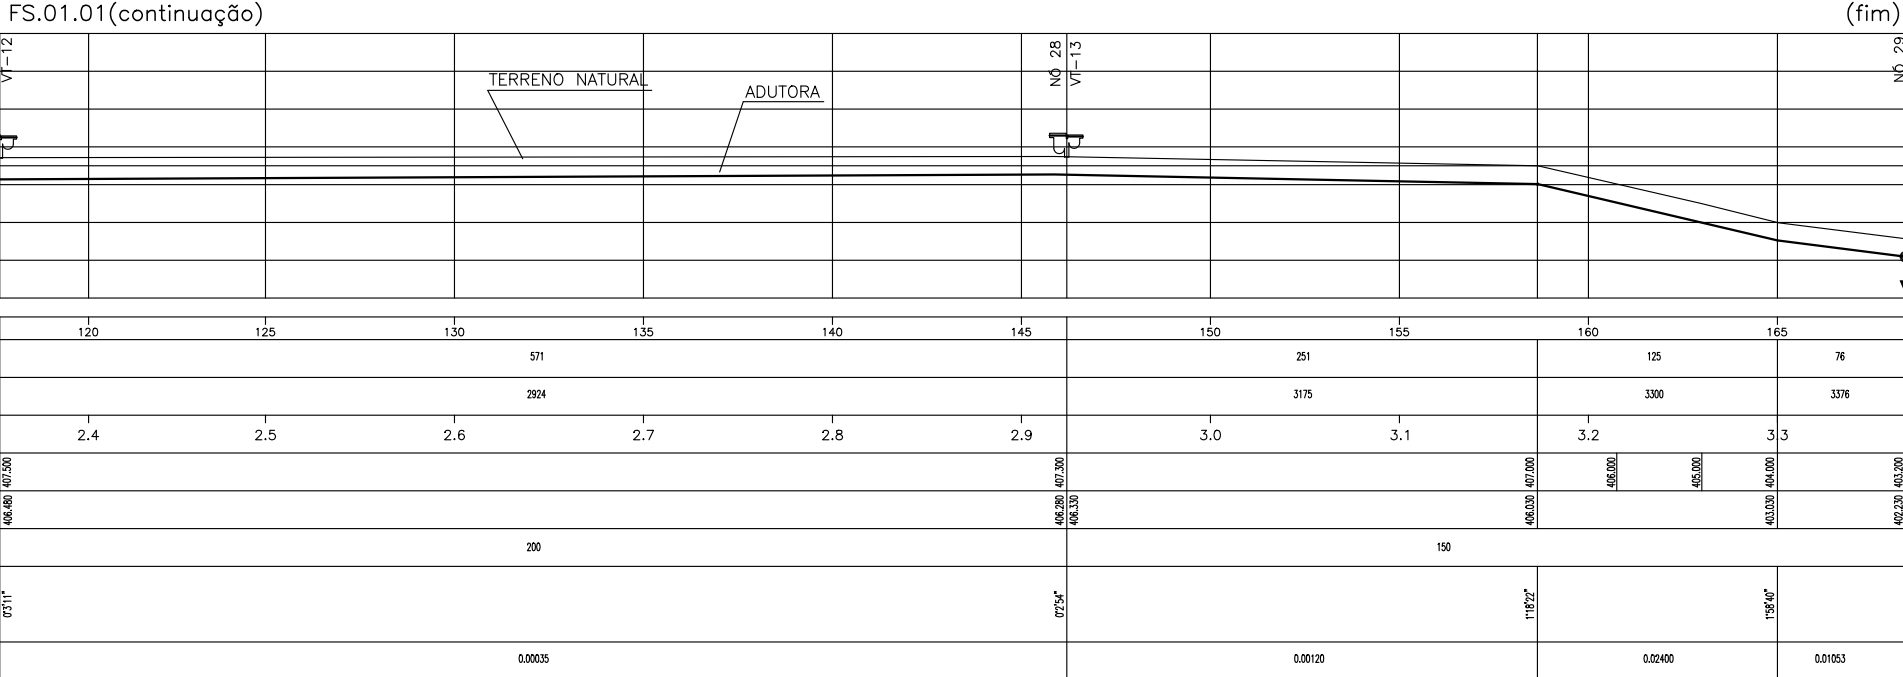 FS.01.01(continuação)
(fim)
VT-12
NÓ 28
VT-13
NÓ 29
TERRENO NATURAL
ADUTORA
120 125 130 135 140 145 150 155 160 165
571 251 125 76
2924 3175 3300 3376
2.4 2.5 2.6 2.7 2.8 2.9 3.0 3.1 3.2 3.3
407.500 407.300 407.000 406.000 405.000 404.000 403.200
406.480 406.280 406.330 406.030 403.030 402.230
200 150
0°3'11" 0°2'54" 1°18'22" 1°58'40"
0.00035 0.00120 0.02400 0.01053